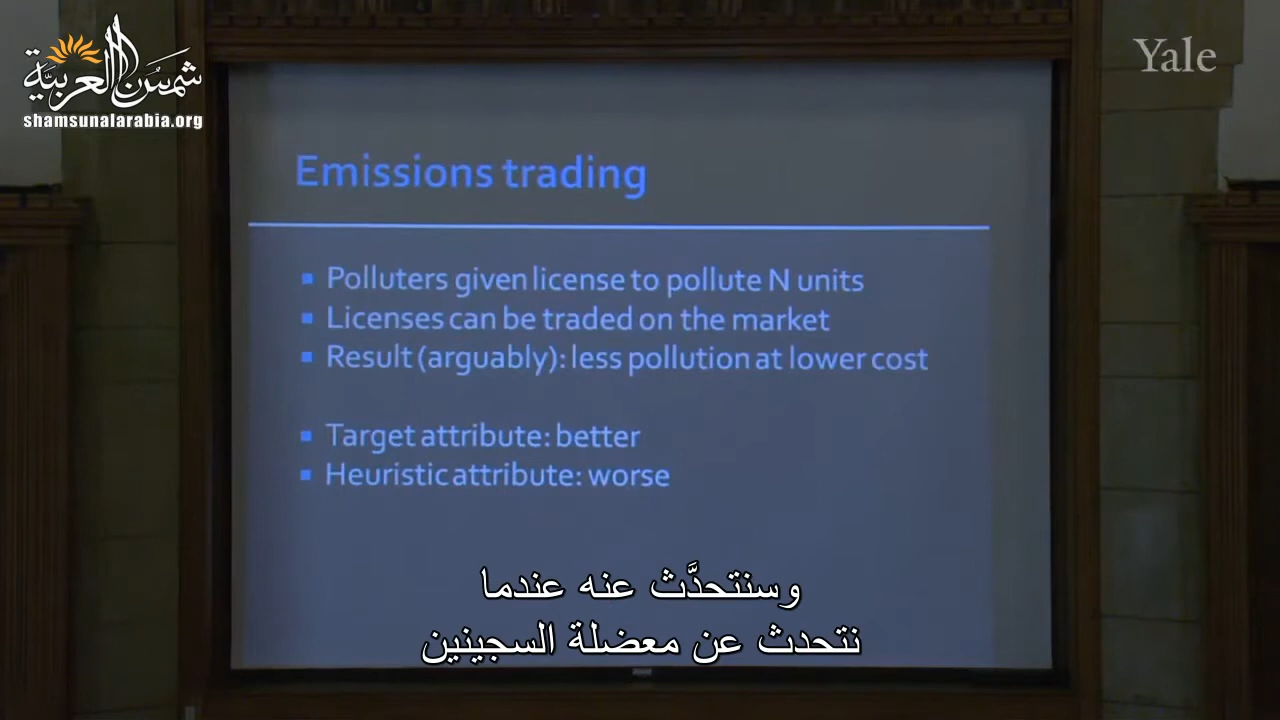 شمس العربية
shamsunalarabia.org
Yale
Emissions trading
Polluters given license to pollute N units
Licenses can be traded on the market
Result (arguably): less pollution at lower cost
Target attribute: better
Heuristic attribute: worse
وسنتحدَّث عنه عندما
نتحدث عن معضلة السجينين